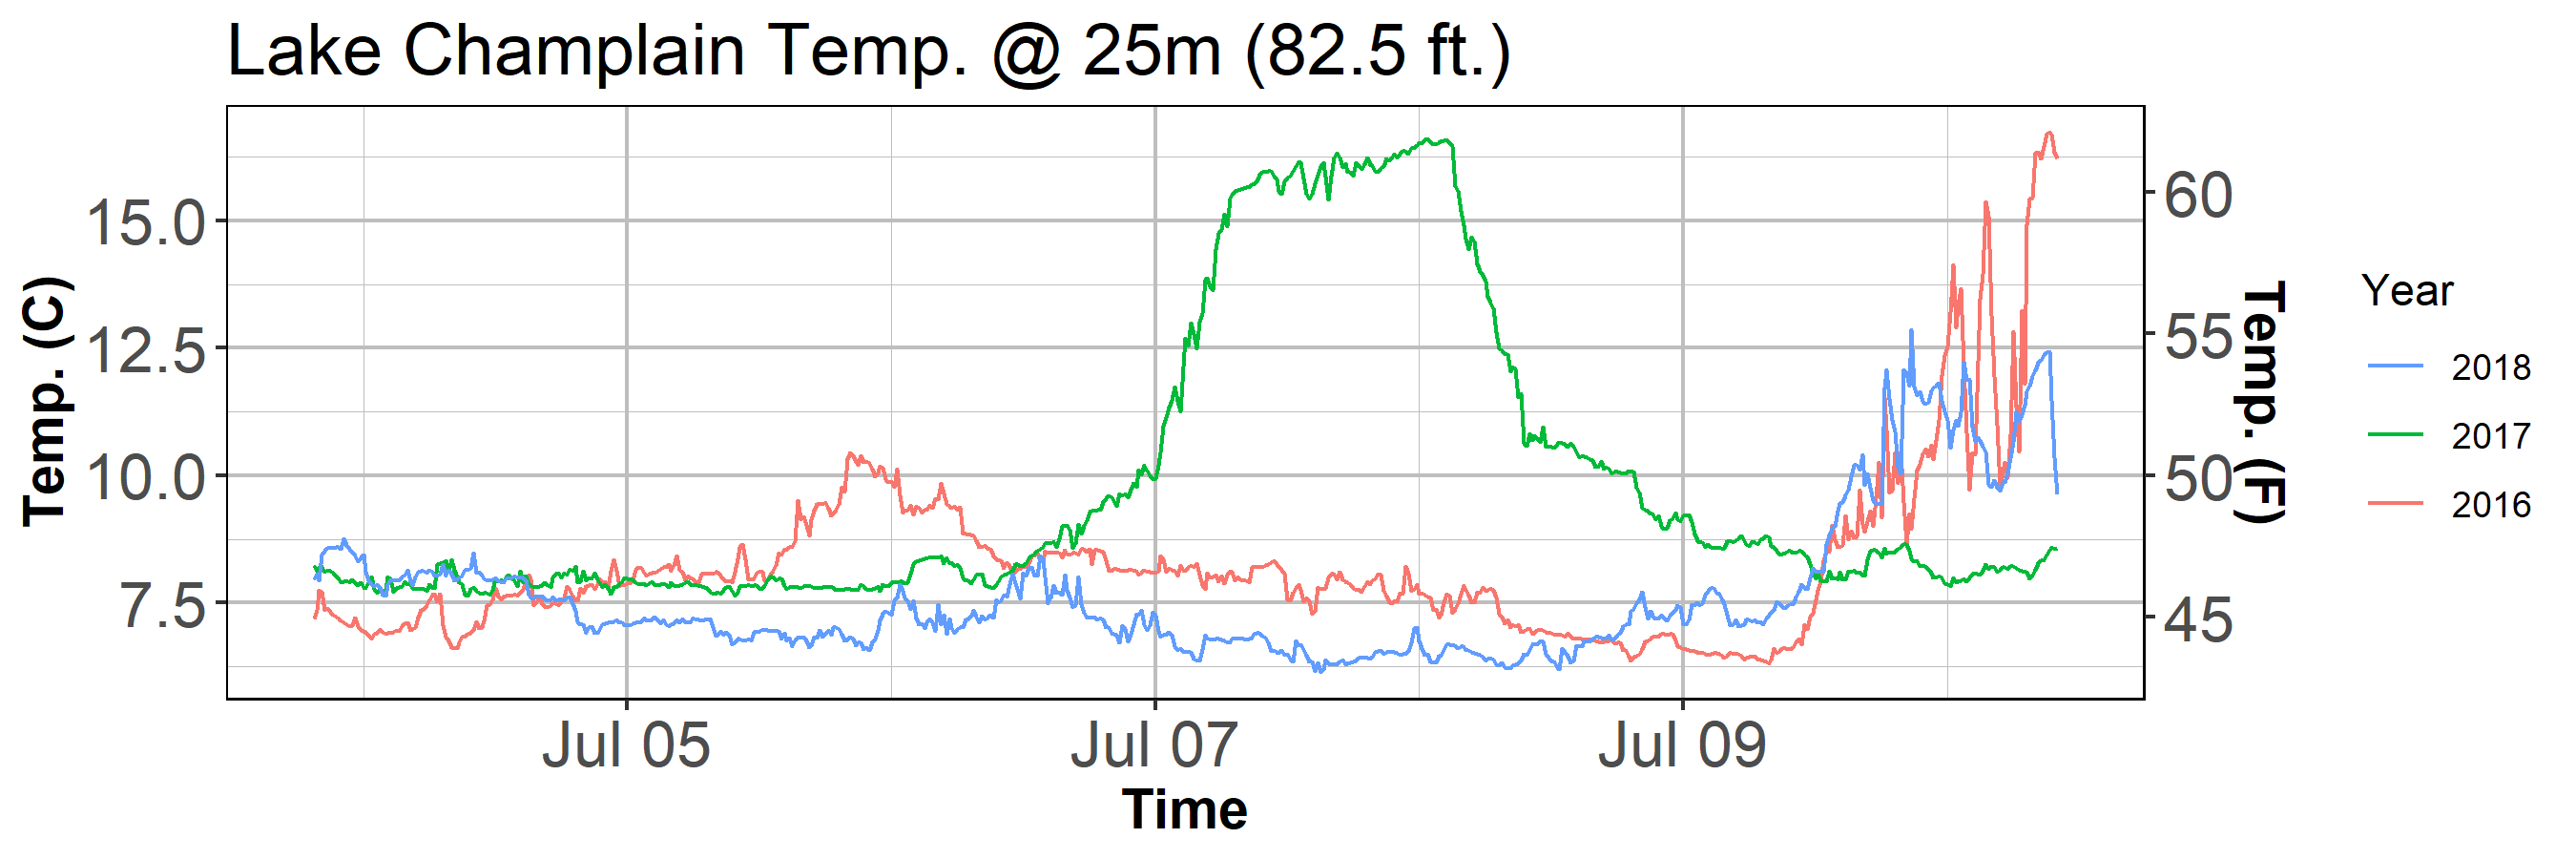 Lake Champlain Temp. @ 25m (82.5 ft.)
Temp. (C)
15.0
12.5
10.0
7.5
60
55
50
45
Temp. (F)
Jul 05
Jul 07
Jul 09
Time
Year
2018
2017
2016